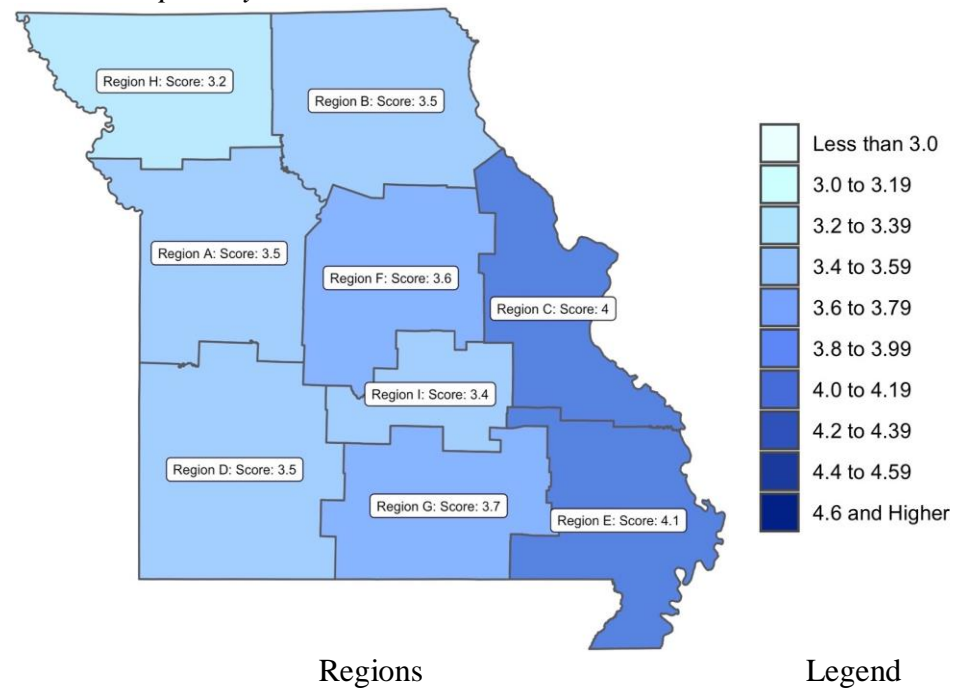 Region H: Score: 3.2
Region B: Score: 3.5
Region A: Score: 3.5
Region F: Score: 3.6
Region C: Score: 4
Region I: Score: 3.4
Region D: Score: 3.5
Region G: Score: 3.7
Region E: Score: 4.1
Less than 3.0
3.0 to 3.19
3.2 to 3.39
3.4 to 3.59
3.6 to 3.79
3.8 to 3.99
4.0 to 4.19
4.2 to 4.39
4.4 to 4.59
4.6 and Higher
Regions
Legend